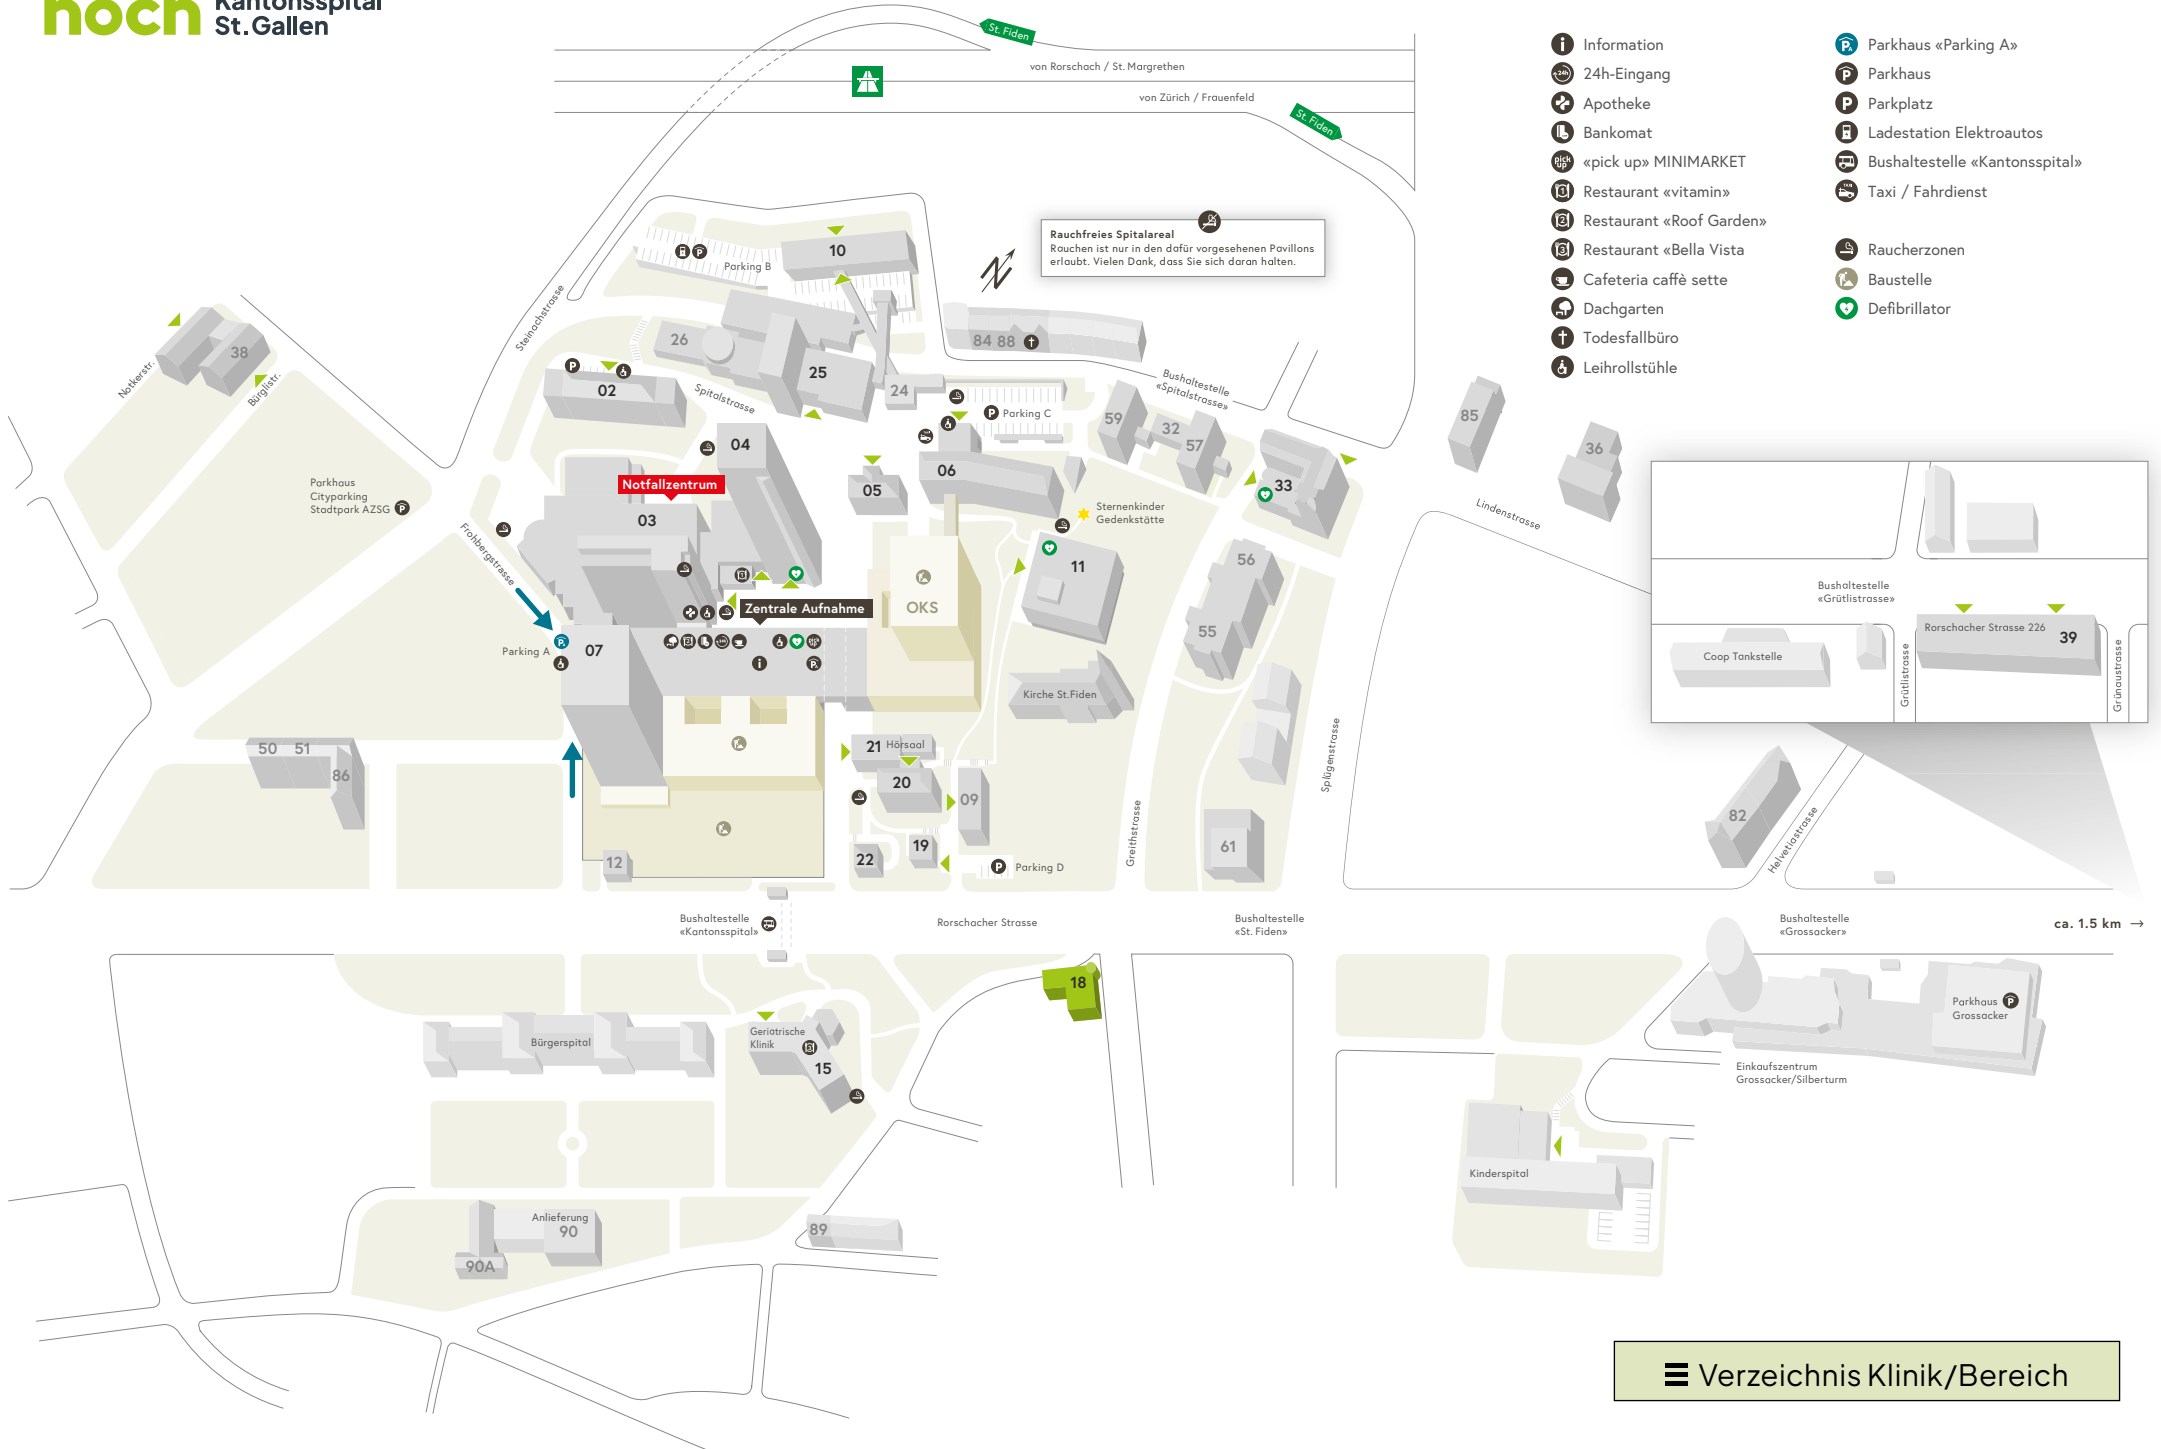 noch Kantonsspital
St.Gallen
St. Fiden
von Rorschach / St. Margrethen
von Zürich / Frauenfeld
St. Fiden
Information
24h-Eingang
Apotheke
Bankomat
«pick up» MINIMARKET
Restaurant «vitamin»
Restaurant «Roof Garden»
Restaurant «Bella Vista
Cafeteria caffè sette
Dachgarten
Todesfallbüro
Leihrollstühle
Parkhaus «Parking A»
Parkhaus
Parkplatz
Ladestation Elektroautos
Bushaltestelle «Kantonsspital»
Taxi / Fahrdienst
Raucherzonen
Baustelle
Defibrillator
Rauchfreies Spitalareal
Rauchen ist nur in den dafür vorgesehenen Pavillons
erlaubt. Vielen Dank, dass Sie sich daran halten.
N
10
Parking B
Steinachstrasse
26
25
24
84 88
38
Notkerstr.
Bürglistr.
02
Spitalstrasse
Bushaltestelle
«Spitalstrasse»
Parking C
59
32
57
85
36
04
06
05
33
Notfallzentrum
03
Parkhaus
Cityparking
Stadtpark AZSG
Frohbergstrasse
Sternenkinder
Gedenkstätte
Lindenstrasse
11
56
55
OKS
Zentrale Aufnahme
Parking A
07
Kirche St.Fiden
Bushaltestelle
«Grütlistrasse»
Rorschacher Strasse 226
39
Coop Tankstelle
Grütlistrasse
Grünaustrasse
50 51
86
21 Hörsaal
20
09
19
22
12
Parking D
Greithstrasse
Splügenstrasse
61
82
Helvetiastrasse
Bushaltestelle
«Kantonsspital»
Rorschacher Strasse
Bushaltestelle
«St. Fiden»
Bushaltestelle
«Grossacker»
ca. 1.5 km →
18
Bürgerspital
Geriatrische
Klinik
15
Parkhaus
Grossacker
Einkaufszentrum
Grossacker/Silberturm
Kinderspital
Anlieferung
90
90A
89
Verzeichnis Klinik/Bereich